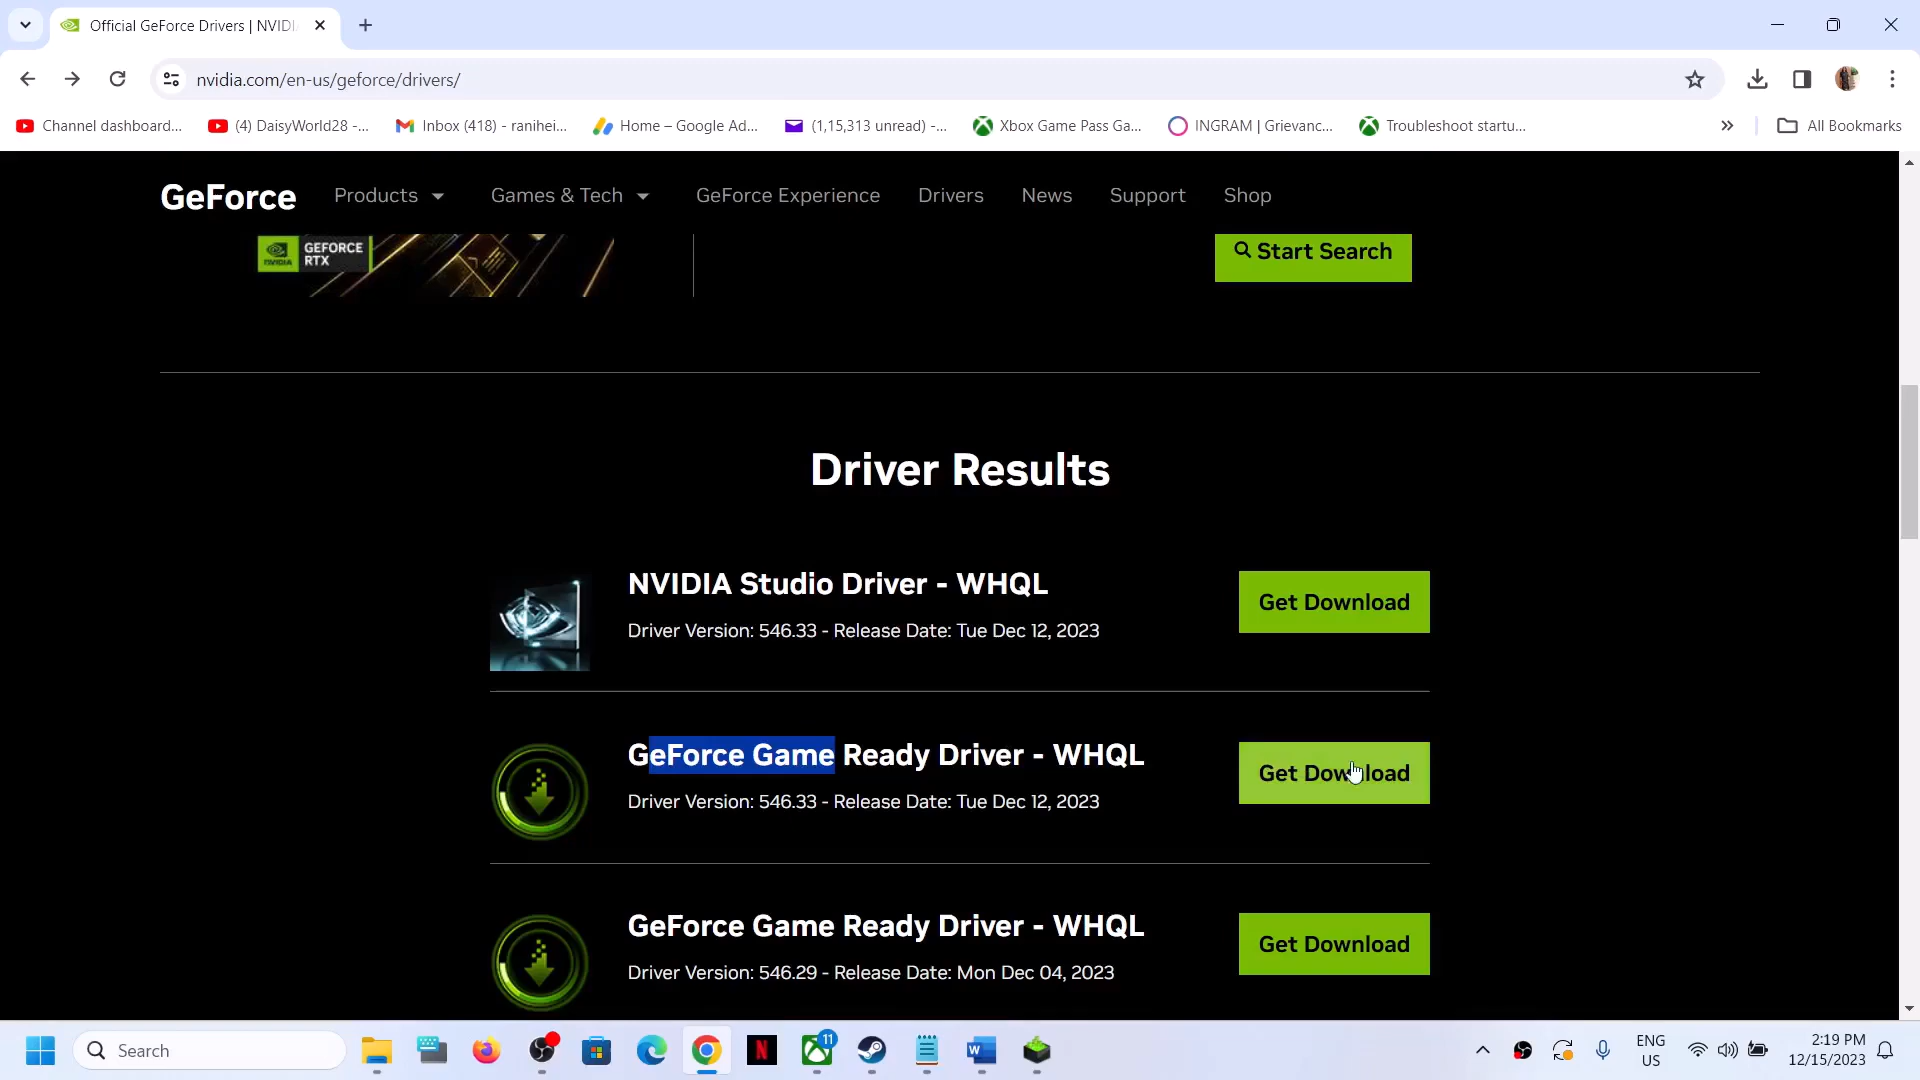 Official GeForce Drivers | NVIDI
nvidia.com/en-us/geforce/drivers/
Channel dashboard... (4) DaisyWorld28 -... Inbox (418) - ranihei... Home – Google Ad... (1,15,313 unread) -... Xbox Game Pass Ga... INGRAM | Grievanc... Troubleshoot startu... All Bookmarks
GeForce Products Games & Tech GeForce Experience Drivers News Support Shop
NVIDIA GEFORCE
RTX
Start Search
Driver Results
NVIDIA Studio Driver - WHQL
Driver Version: 546.33 - Release Date: Tue Dec 12, 2023
Get Download
GeForce Game Ready Driver - WHQL
Driver Version: 546.33 - Release Date: Tue Dec 12, 2023
Get Download
GeForce Game Ready Driver - WHQL
Driver Version: 546.29 - Release Date: Mon Dec 04, 2023
Get Download
Search
N
11
W
ENG
US
2:19 PM
12/15/2023